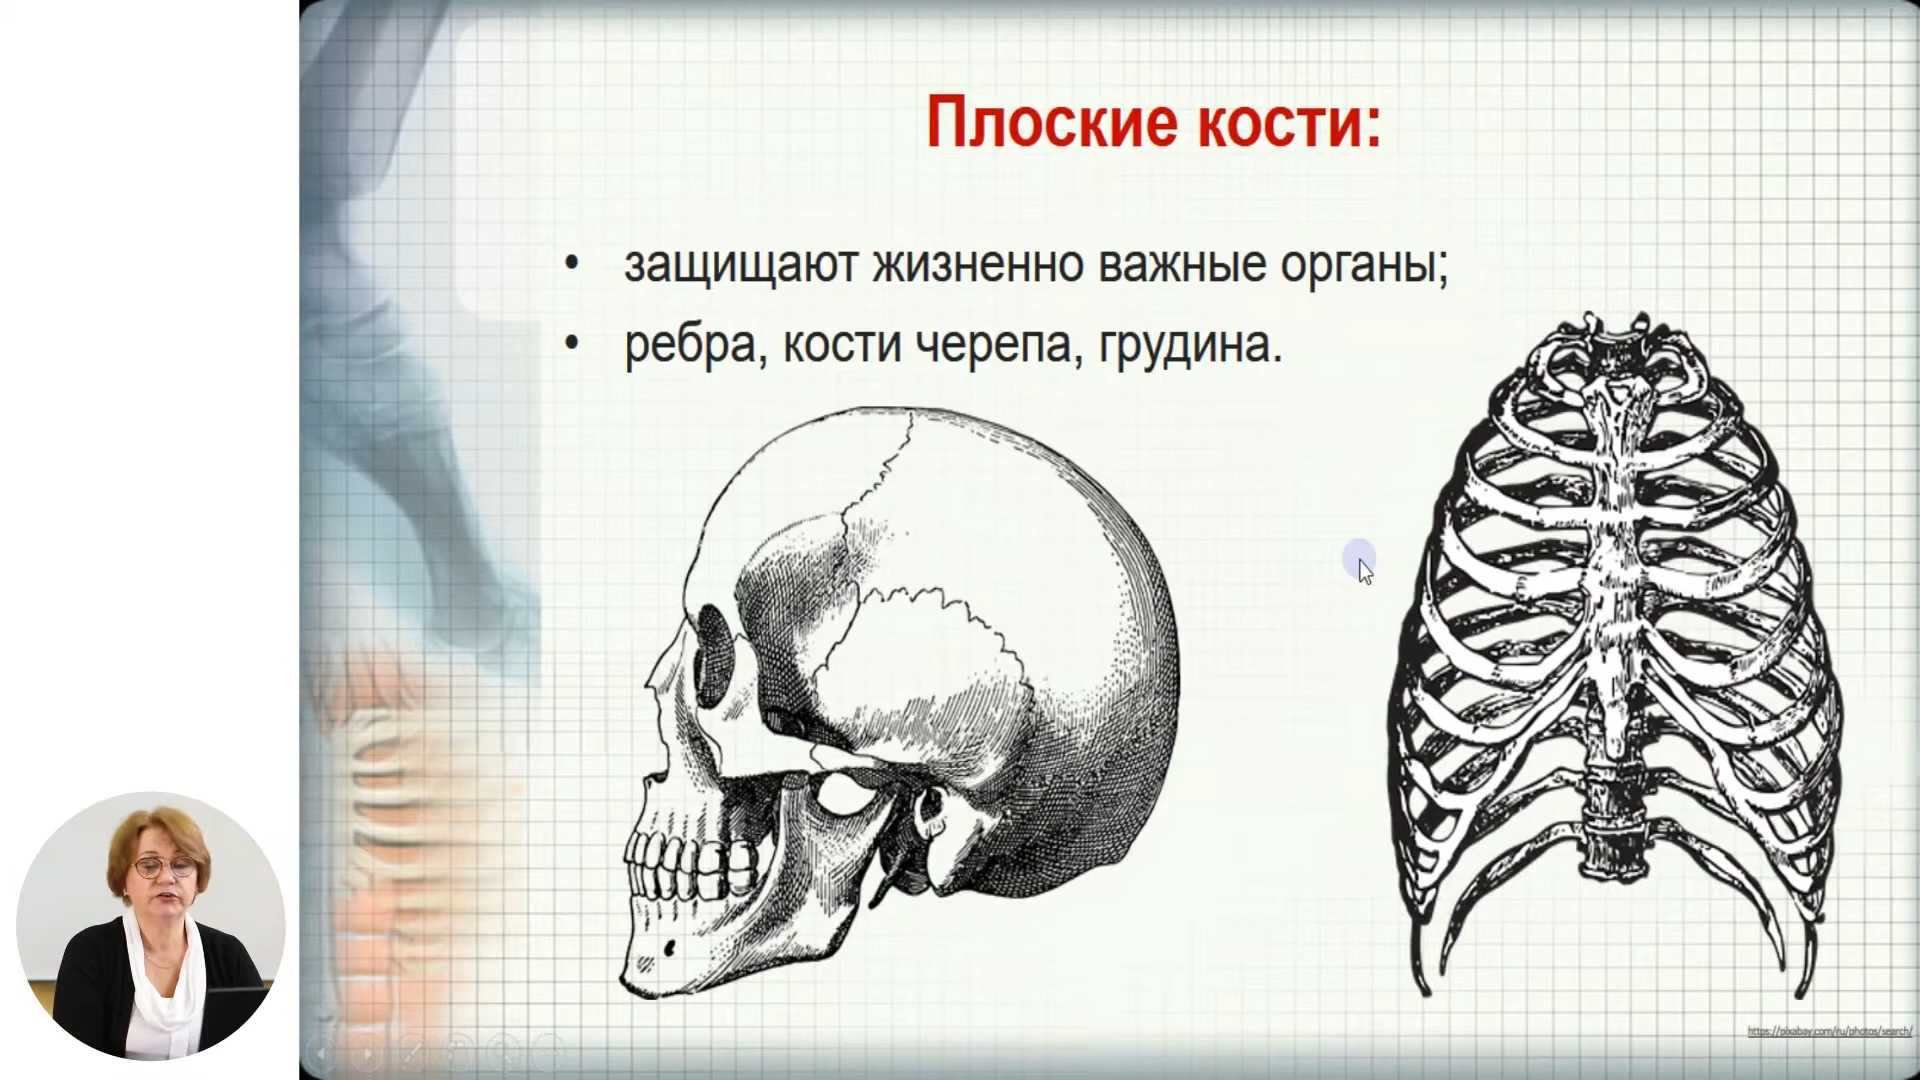 Плоские кости:
• защищают жизненно важные органы;
• ребра, кости черепа, грудина.
https://pixabay.com/ru/photos/search/